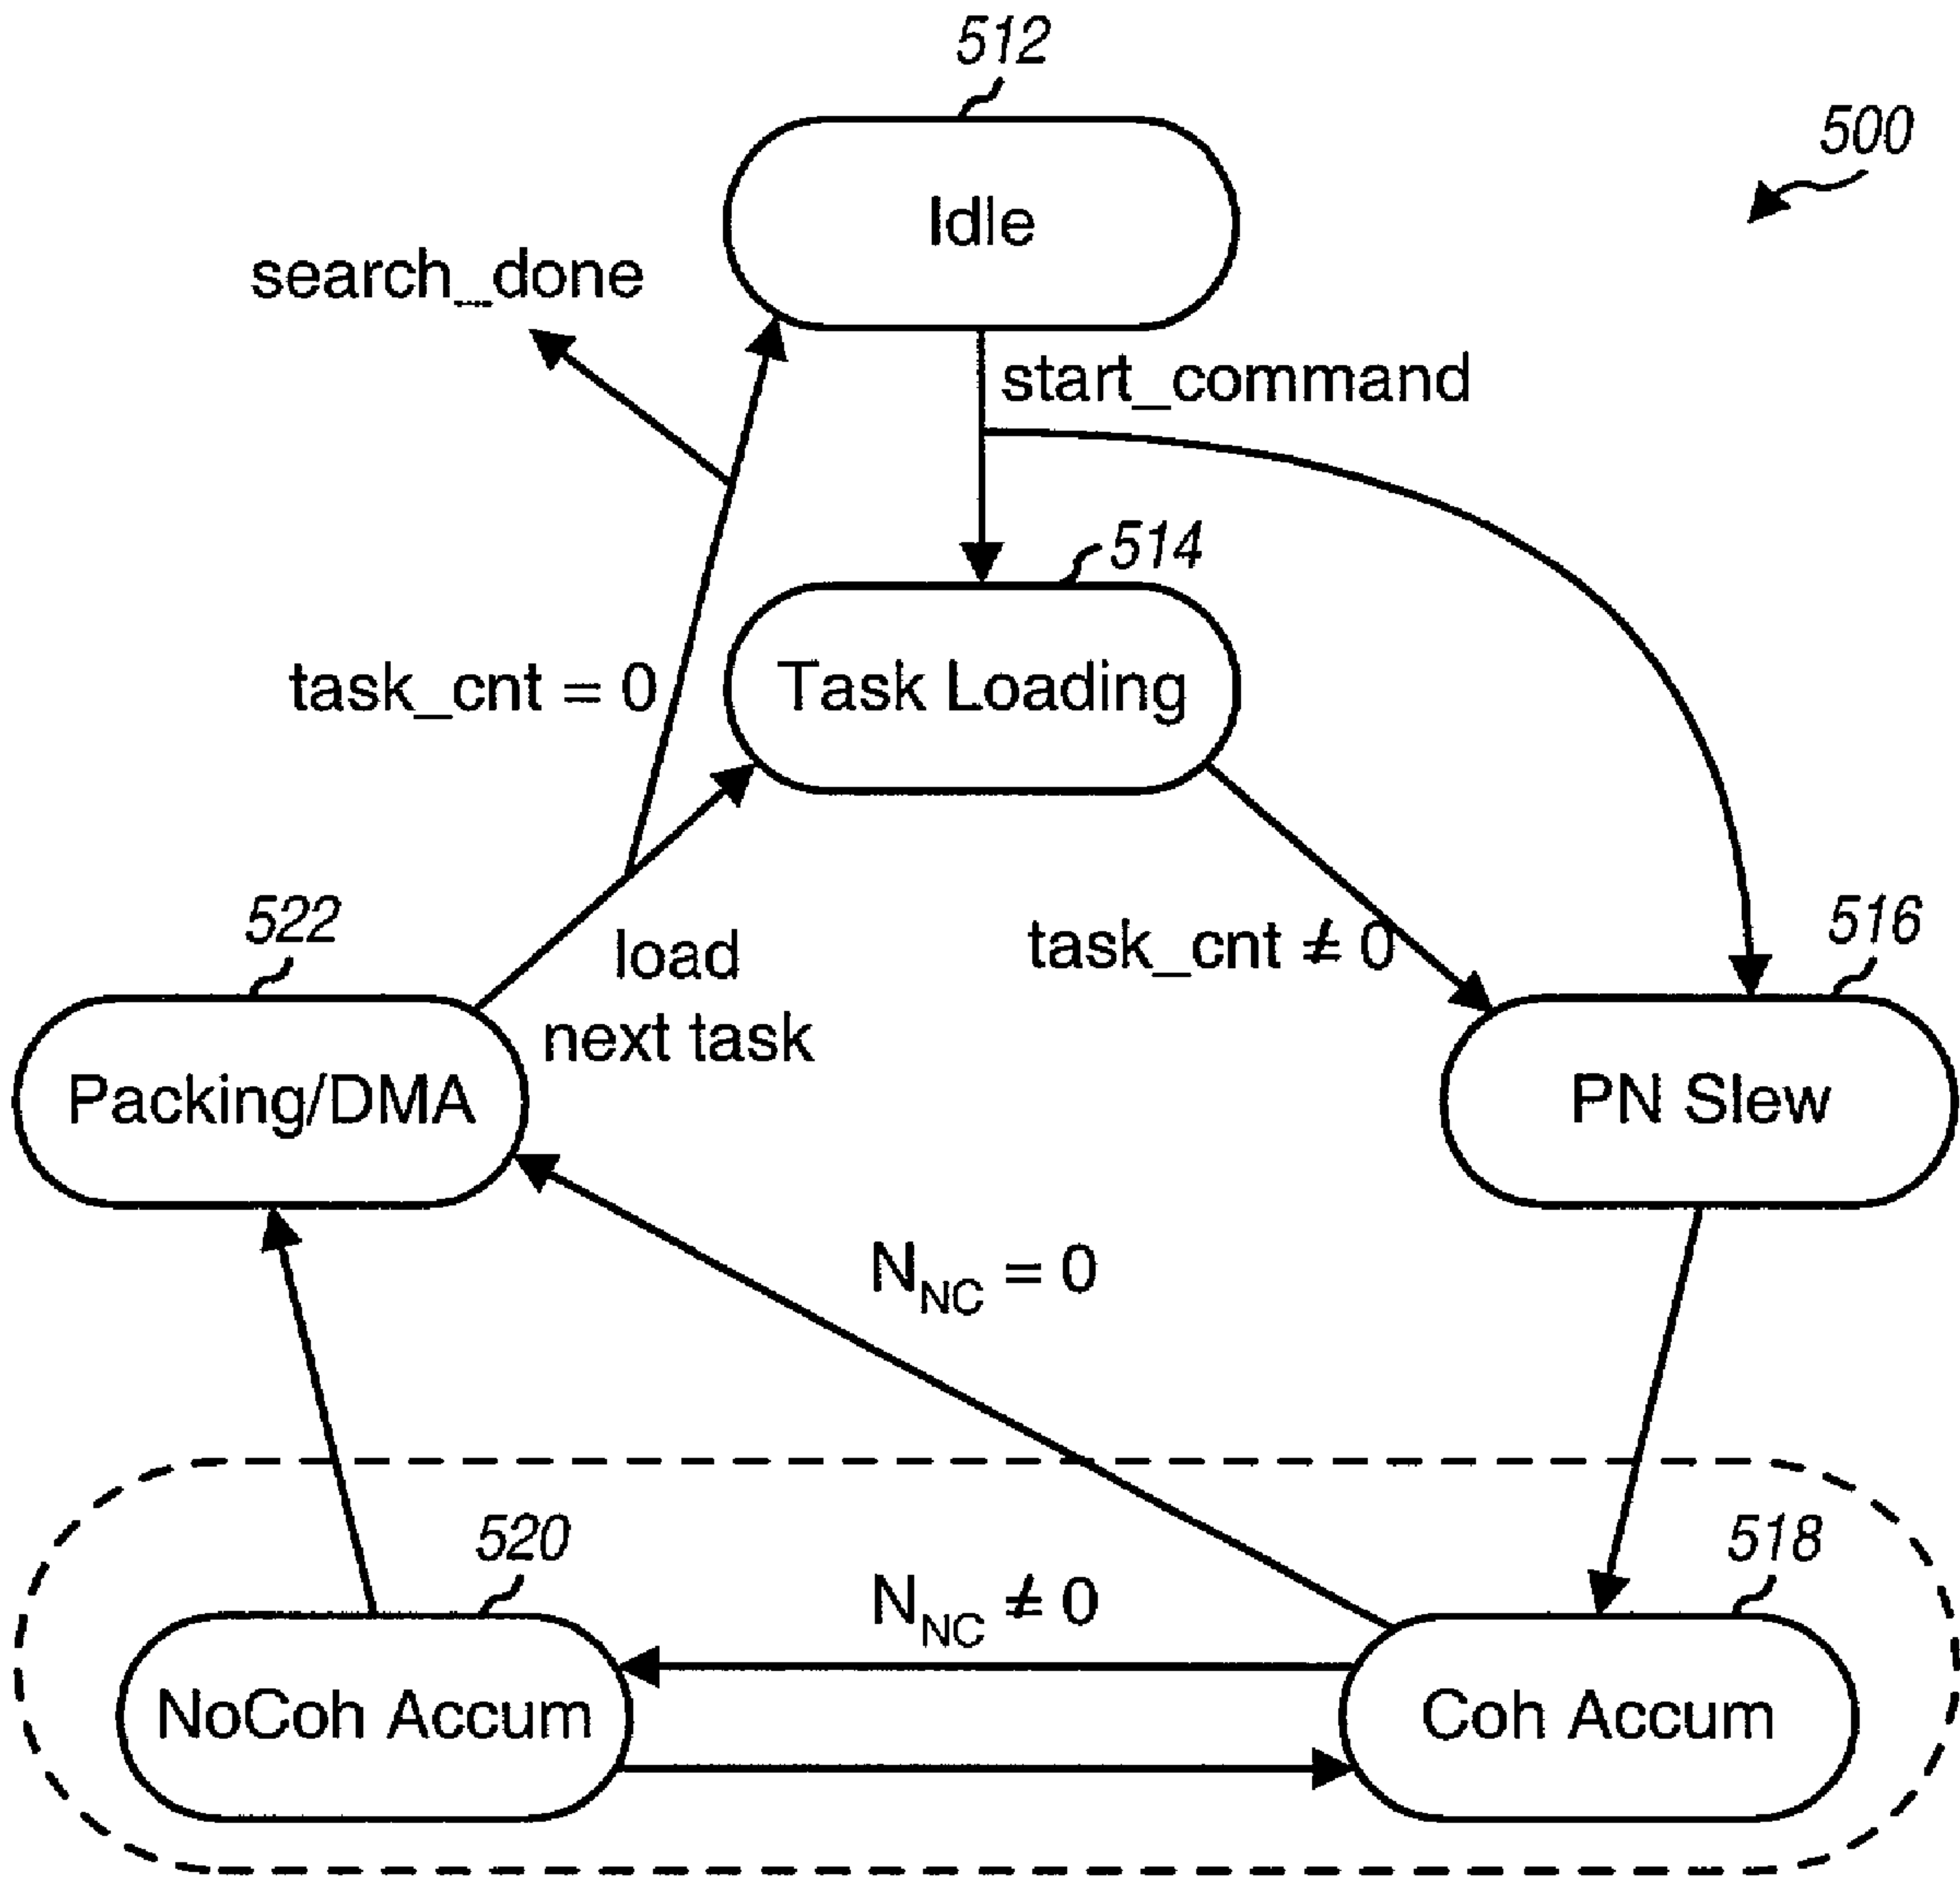 512
500
Idle
search_done
start_command
514
task_cnt = 0
Task Loading
522
load
next task
task_cnt ≠ 0
516
Packing/DMA
PN Slew
N_NC = 0
520
518
N_NC ≠ 0
NoCoh Accum
Coh Accum